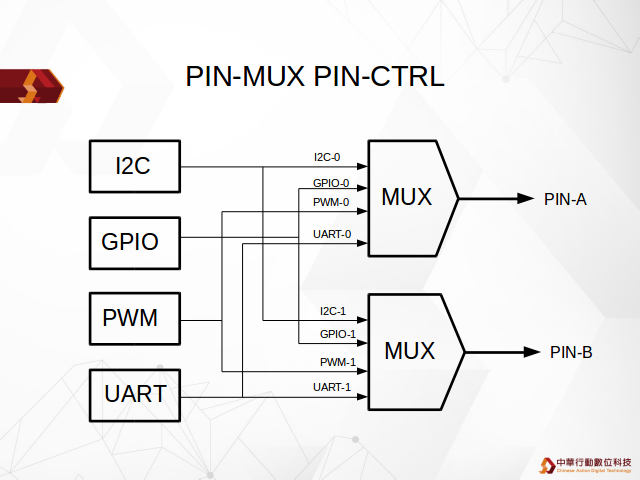 PIN-MUX PIN-CTRL
I2C
GPIO
PWM
UART
I2C-0
GPIO-0
PWM-0
UART-0
MUX
PIN-A
I2C-1
GPIO-1
PWM-1
UART-1
MUX
PIN-B
中華行動數位科技
Chinese Action Digital Technology